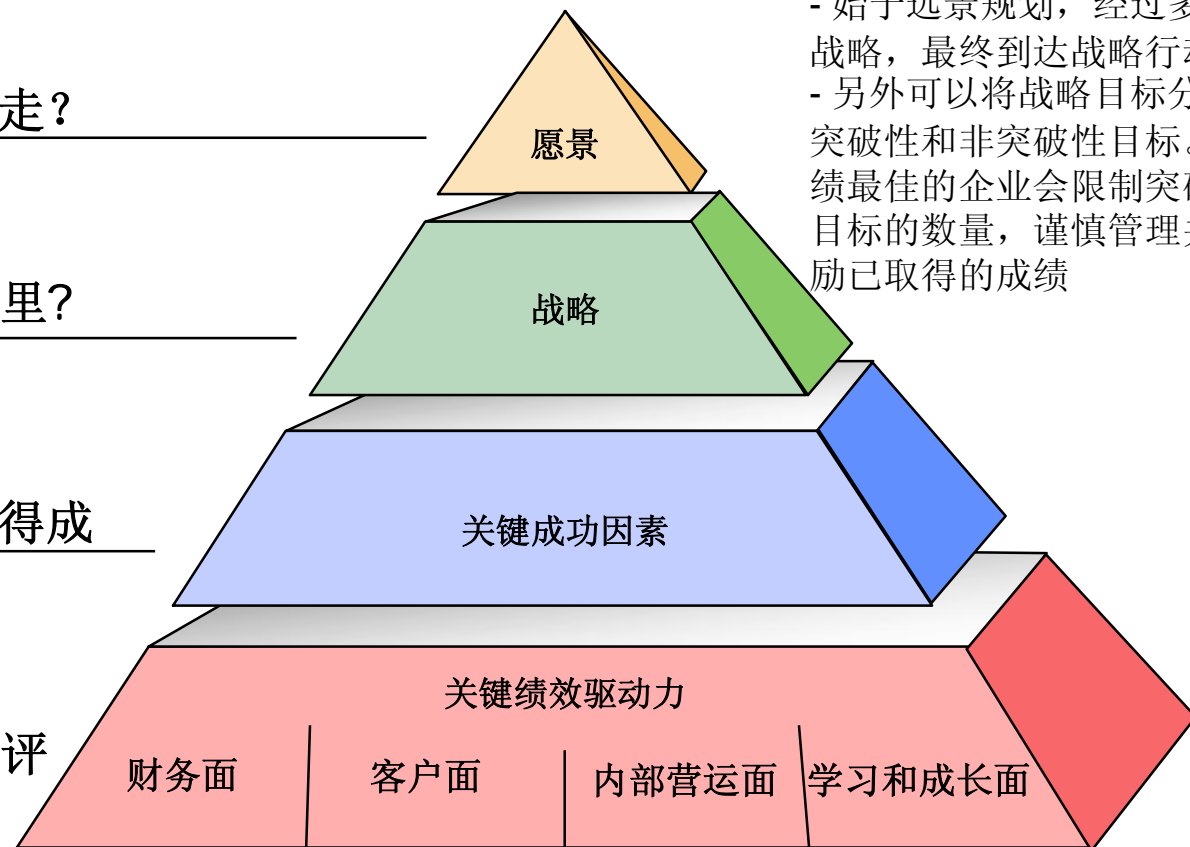 - 始于远景规划，经过多
战略，最终到达战略行动
- 另外可以将战略目标分
突破性和非突破性目标。
绩最佳的企业会限制突破
目标的数量，谨慎管理并
励已取得的成绩
走？
愿景
里？
战略
得成
关键成功因素
关键绩效驱动力
评
财务面
客户面
内部营运面
学习和成长面